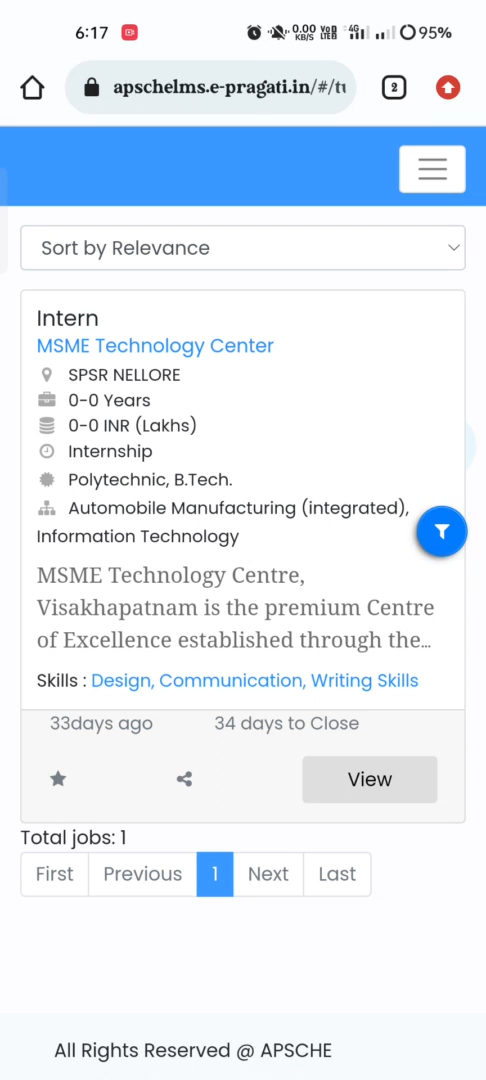 6:17
0.00 KB/S VoD LTE 4G 95%
apschelms.e-pragati.in/#/tu
2
Sort by Relevance
Intern
MSME Technology Center
SPSR NELLORE
0-0 Years
0-0 INR (Lakhs)
Internship
Polytechnic, B.Tech.
Automobile Manufacturing (integrated),
Information Technology
MSME Technology Centre,
Visakhapatnam is the premium Centre
of Excellence established through the...
Skills : Design, Communication, Writing Skills
33days ago 34 days to Close
View
Total jobs: 1
First Previous 1 Next Last
All Rights Reserved @ APSCHE